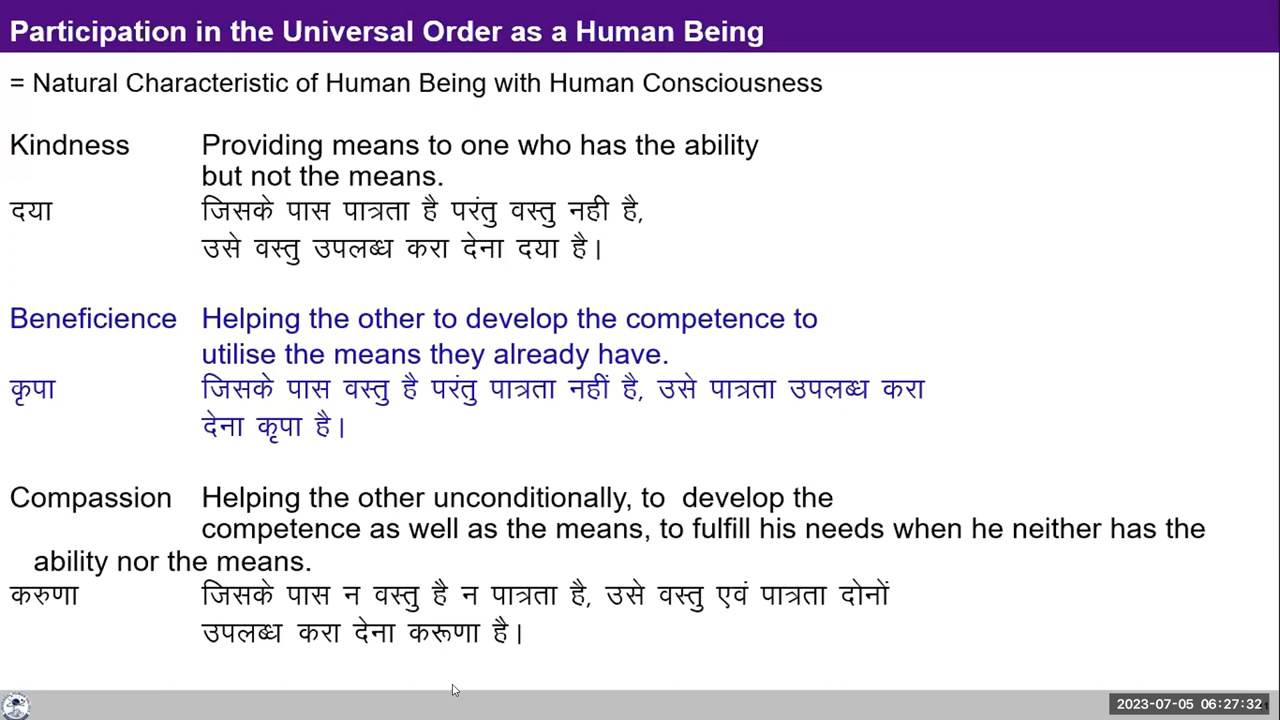 Participation in the Universal Order as a Human Being
= Natural Characteristic of Human Being with Human Consciousness
Kindness Providing means to one who has the ability
but not the means.
दया जिसके पास पात्रता है परंतु वस्तु नही है,
उसे वस्तु उपलब्ध करा देना दया है।
Beneficience Helping the other to develop the competence to
utilise the means they already have.
कृपा जिसके पास वस्तु है परंतु पात्रता नहीं है, उसे पात्रता उपलब्ध करा
देना कृपा है।
Compassion Helping the other unconditionally, to develop the
competence as well as the means, to fulfill his needs when he neither has the
ability nor the means.
करुणा जिसके पास न वस्तु है न पात्रता है, उसे वस्तु एवं पात्रता दोनों
उपलब्ध करा देना करूणा है।
2023-07-05 06:27:32